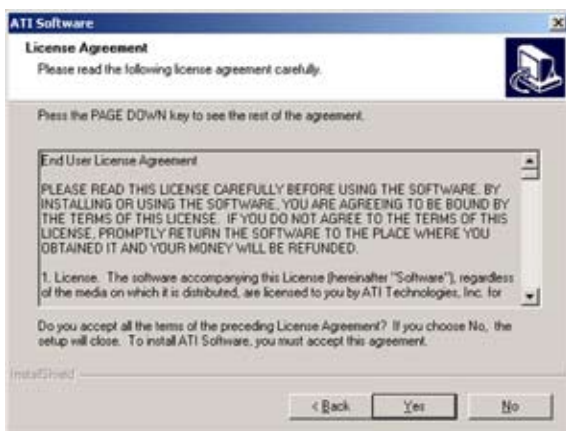 ATI Software
License Agreement
Please read the following license agreement carefully.
Press the PAGE DOWN key to see the rest of the agreement.
End User License Agreement
PLEASE READ THIS LICENSE CAREFULLY BEFORE USING THE SOFTWARE. BY
INSTALLING OR USING THE SOFTWARE, YOU ARE AGREEING TO BE BOUND BY
THE TERMS OF THIS LICENSE. IF YOU DO NOT AGREE TO THE TERMS OF THIS
LICENSE, PROMPTLY RETURN THE SOFTWARE TO THE PLACE WHERE YOU
OBTAINED IT AND YOUR MONEY WILL BE REFUNDED.
1. License. The software accompanying this License (hereinafter "Software"), regardless
of the media on which it is distributed, are licensed to you by ATI Technologies, Inc. for
Do you accept all the terms of the preceding License Agreement? If you choose No, the
setup will close. To install ATI Software, you must accept this agreement.
InstallShield
< Back Yes No